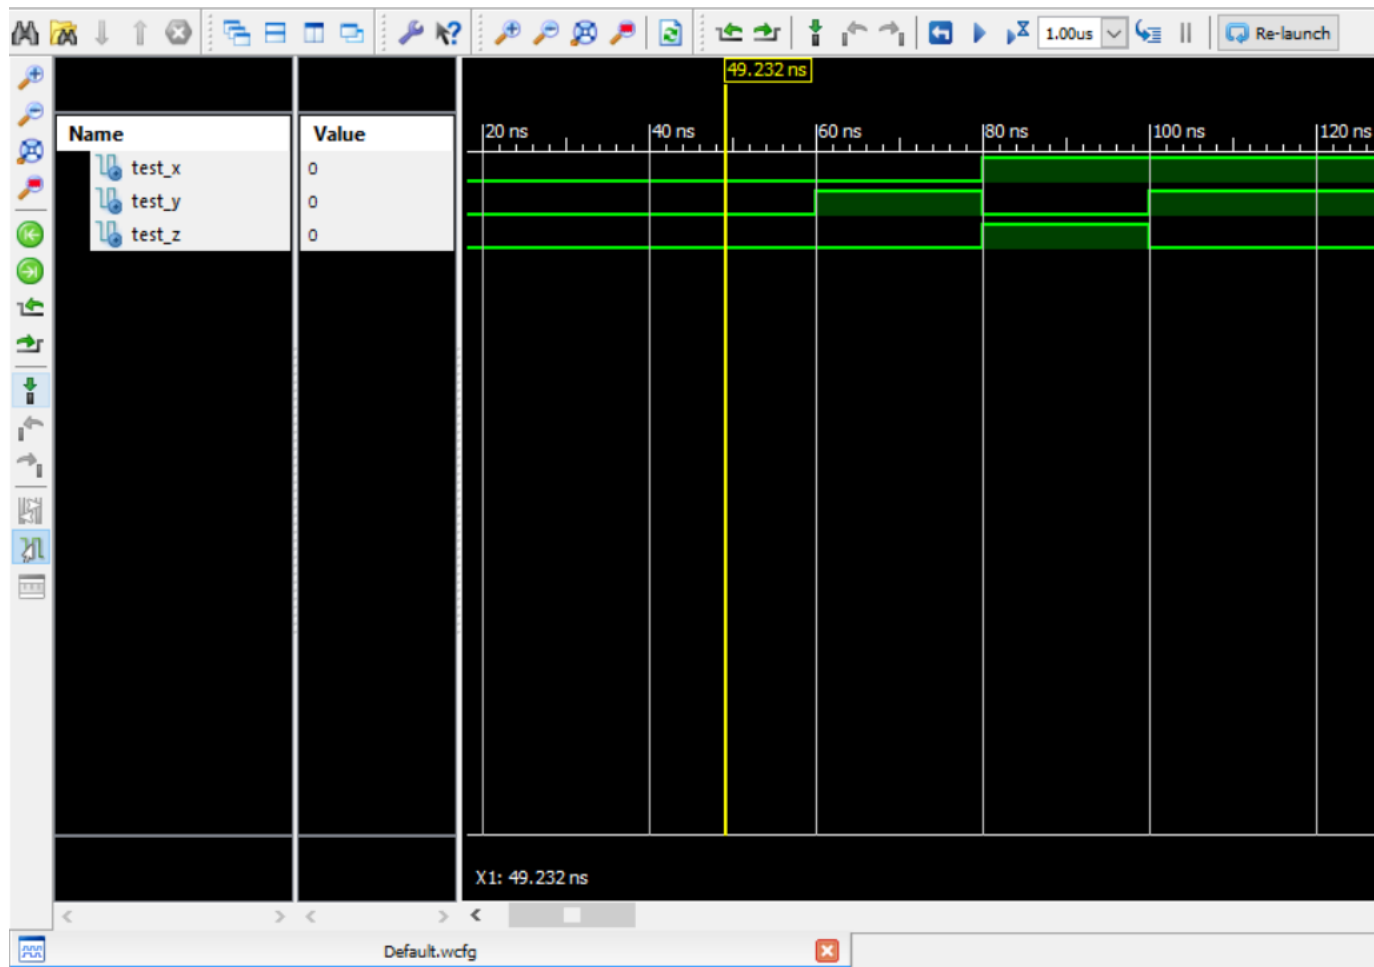 1.00us Re-launch
49.232 ns
Name Value 20 ns 40 ns 60 ns 80 ns 100 ns 120 ns
test_x 0
test_y 0
test_z 0
X1: 49.232 ns
Default.wcfg